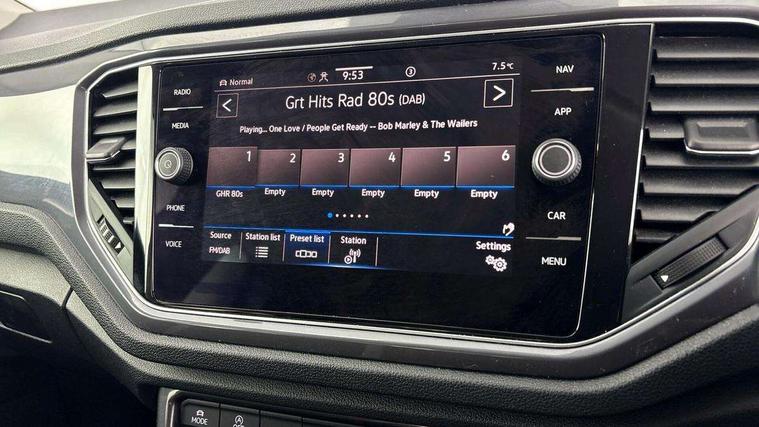 Normal
9:53
3
7.5°C
Grt Hits Rad 80s (DAB)
Playing... One Love / People Get Ready -- Bob Marley & The Wailers
1 2 3 4 5 6
GHR 80s Empty Empty Empty Empty Empty
Source Station list Preset list Station Settings
FM/DAB
RADIO
MEDIA
PHONE
VOICE
NAV
APP
CAR
MENU
MODE
OFF